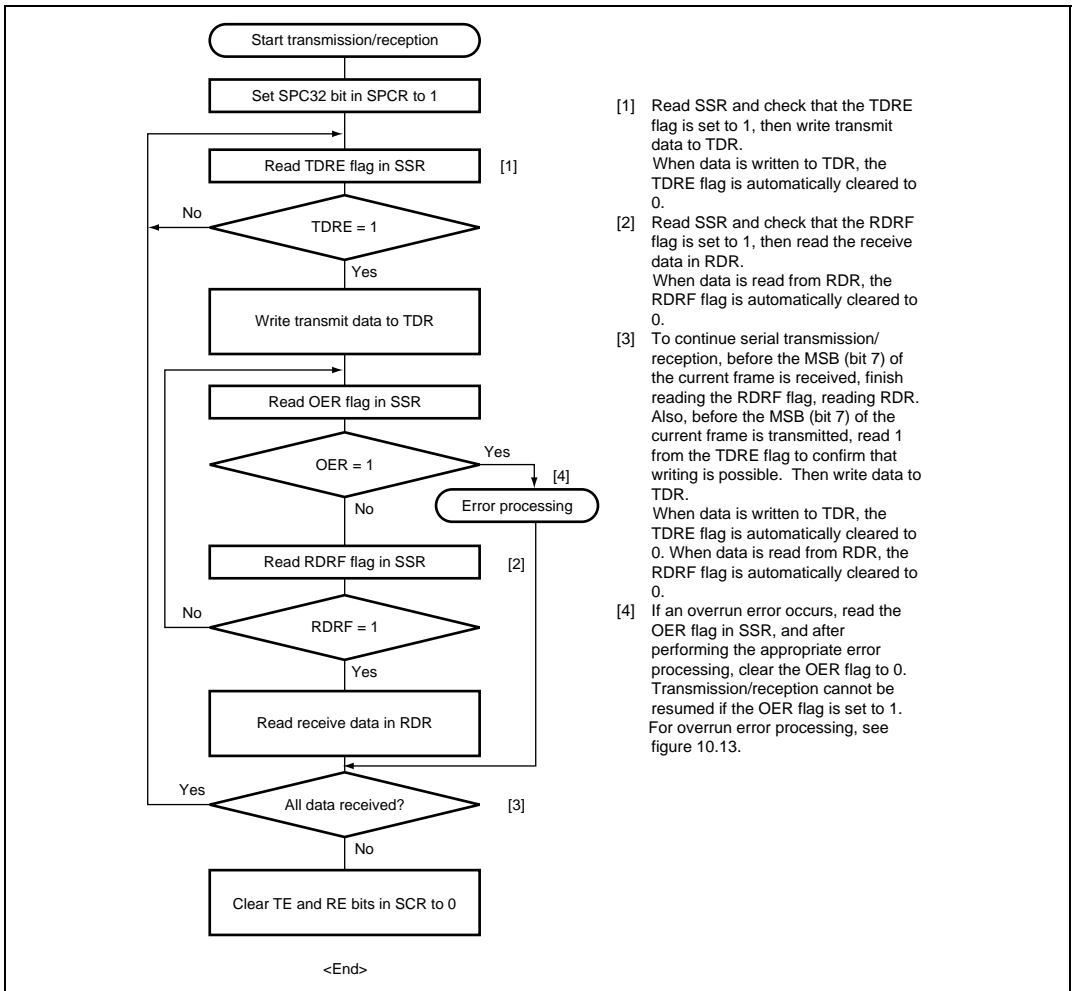 Start transmission/reception
Set SPC32 bit in SPCR to 1
Read TDRE flag in SSR
[1]
No
TDRE = 1
Yes
Write transmit data to TDR
Read OER flag in SSR
Yes
OER = 1
[4]
Error processing
No
Read RDRF flag in SSR
[2]
No
RDRF = 1
Yes
Read receive data in RDR
Yes
All data received?
[3]
No
Clear TE and RE bits in SCR to 0
<End>
[1] Read SSR and check that the TDRE
flag is set to 1, then write transmit
data to TDR.
When data is written to TDR, the
TDRE flag is automatically cleared to
0.
[2] Read SSR and check that the RDRF
flag is set to 1, then read the receive
data in RDR.
When data is read from RDR, the
RDRF flag is automatically cleared to
0.
[3] To continue serial transmission/
reception, before the MSB (bit 7) of
the current frame is received, finish
reading the RDRF flag, reading RDR.
Also, before the MSB (bit 7) of the
current frame is transmitted, read 1
from the TDRE flag to confirm that
writing is possible. Then write data to
TDR.
When data is written to TDR, the
TDRE flag is automatically cleared to
0. When data is read from RDR, the
RDRF flag is automatically cleared to
0.
[4] If an overrun error occurs, read the
OER flag in SSR, and after
performing the appropriate error
processing, clear the OER flag to 0.
Transmission/reception cannot be
resumed if the OER flag is set to 1.
For overrun error processing, see
figure 10.13.